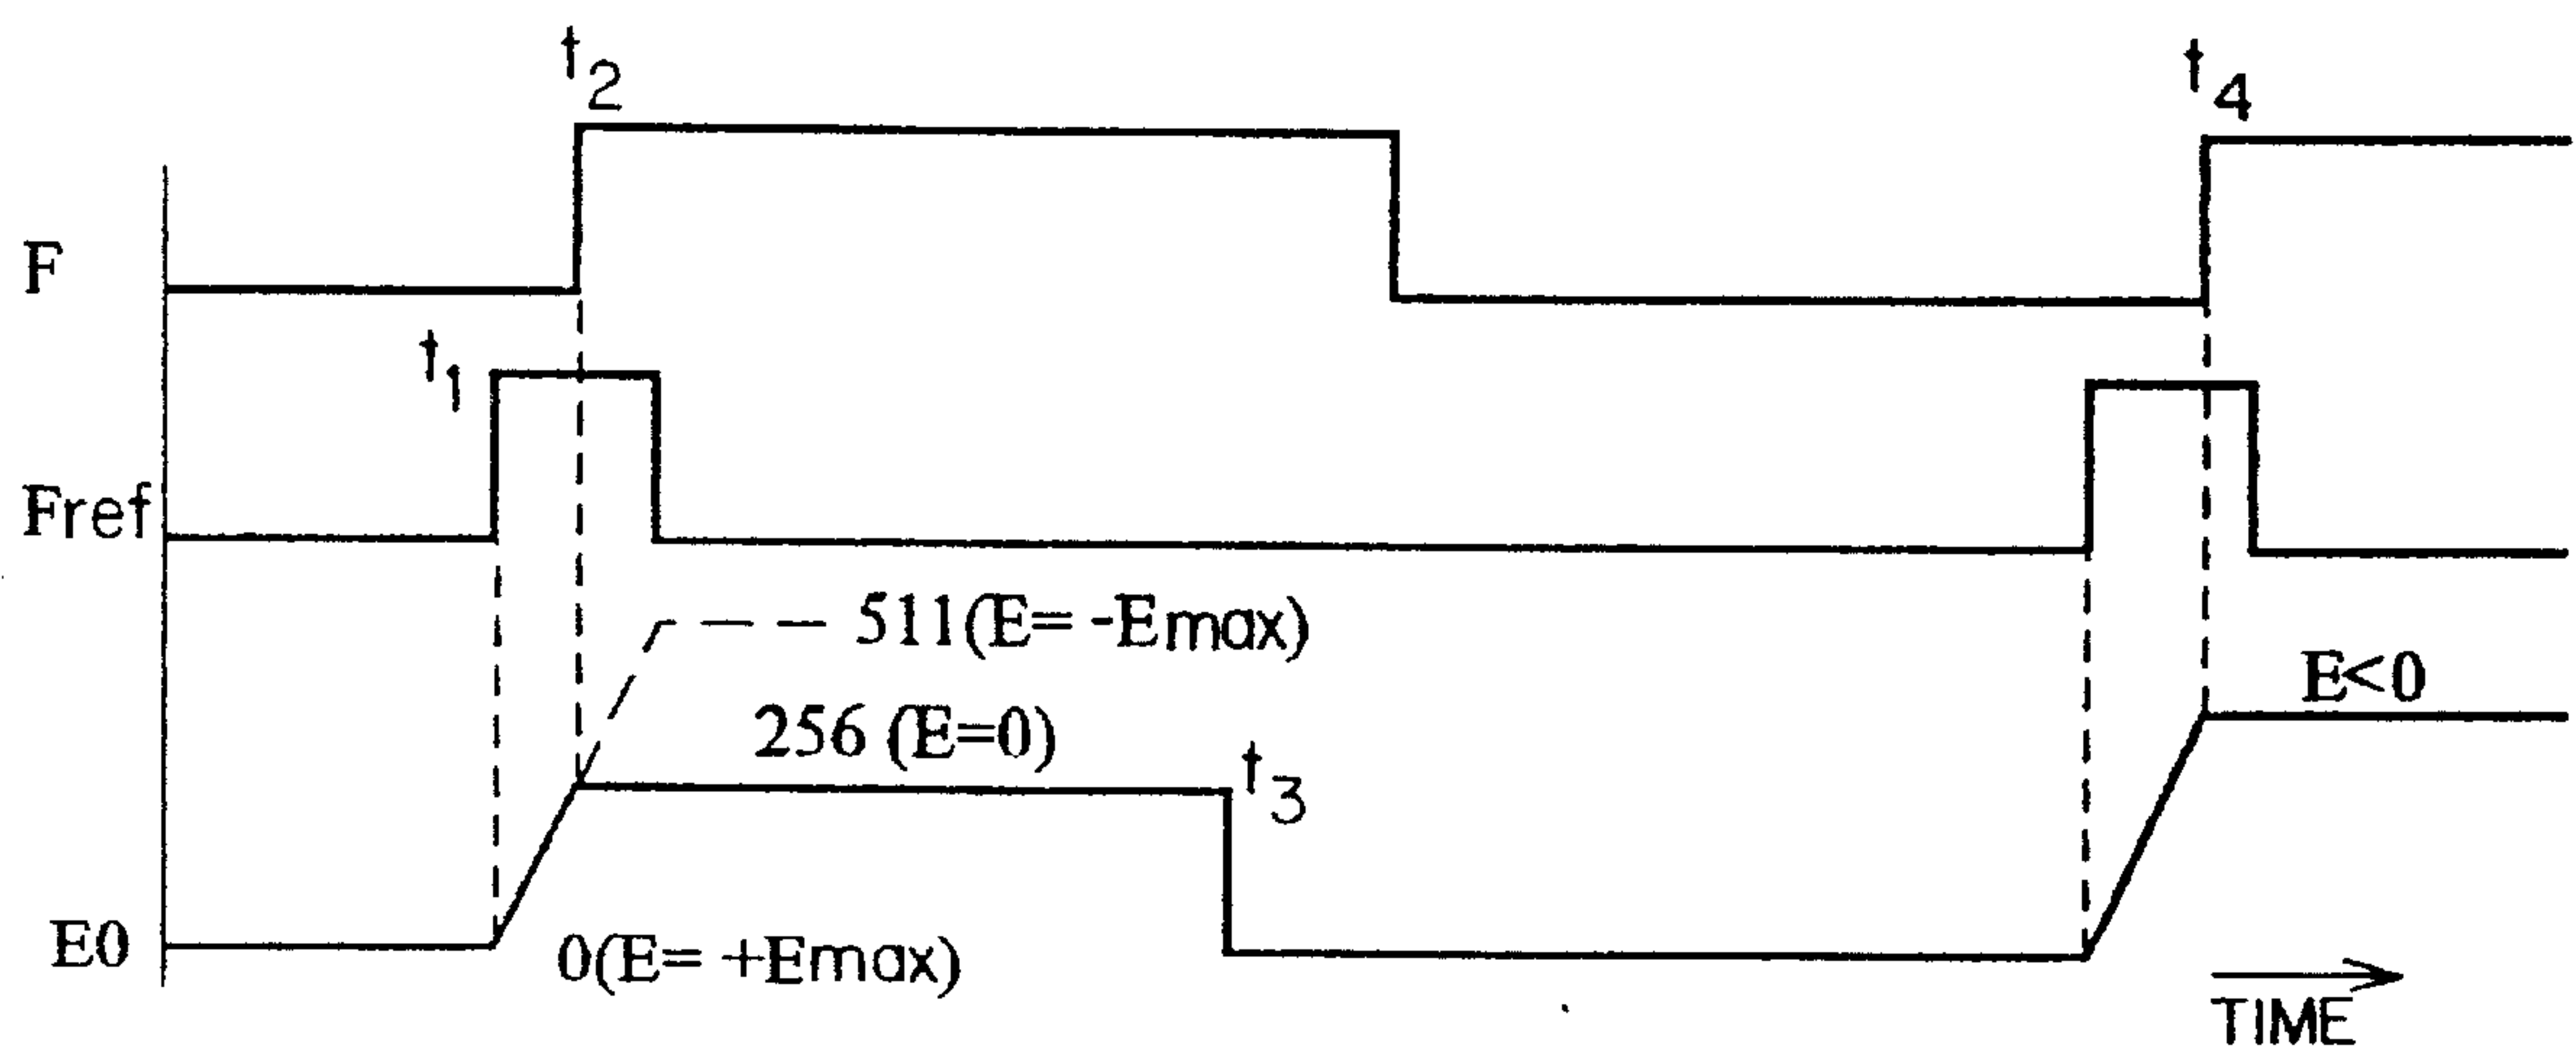 t2
t4
F
t1
Fref
511(E= -Emax)
E<0
256 (E=0)
t3
E0
0(E= +Emax)
TIME